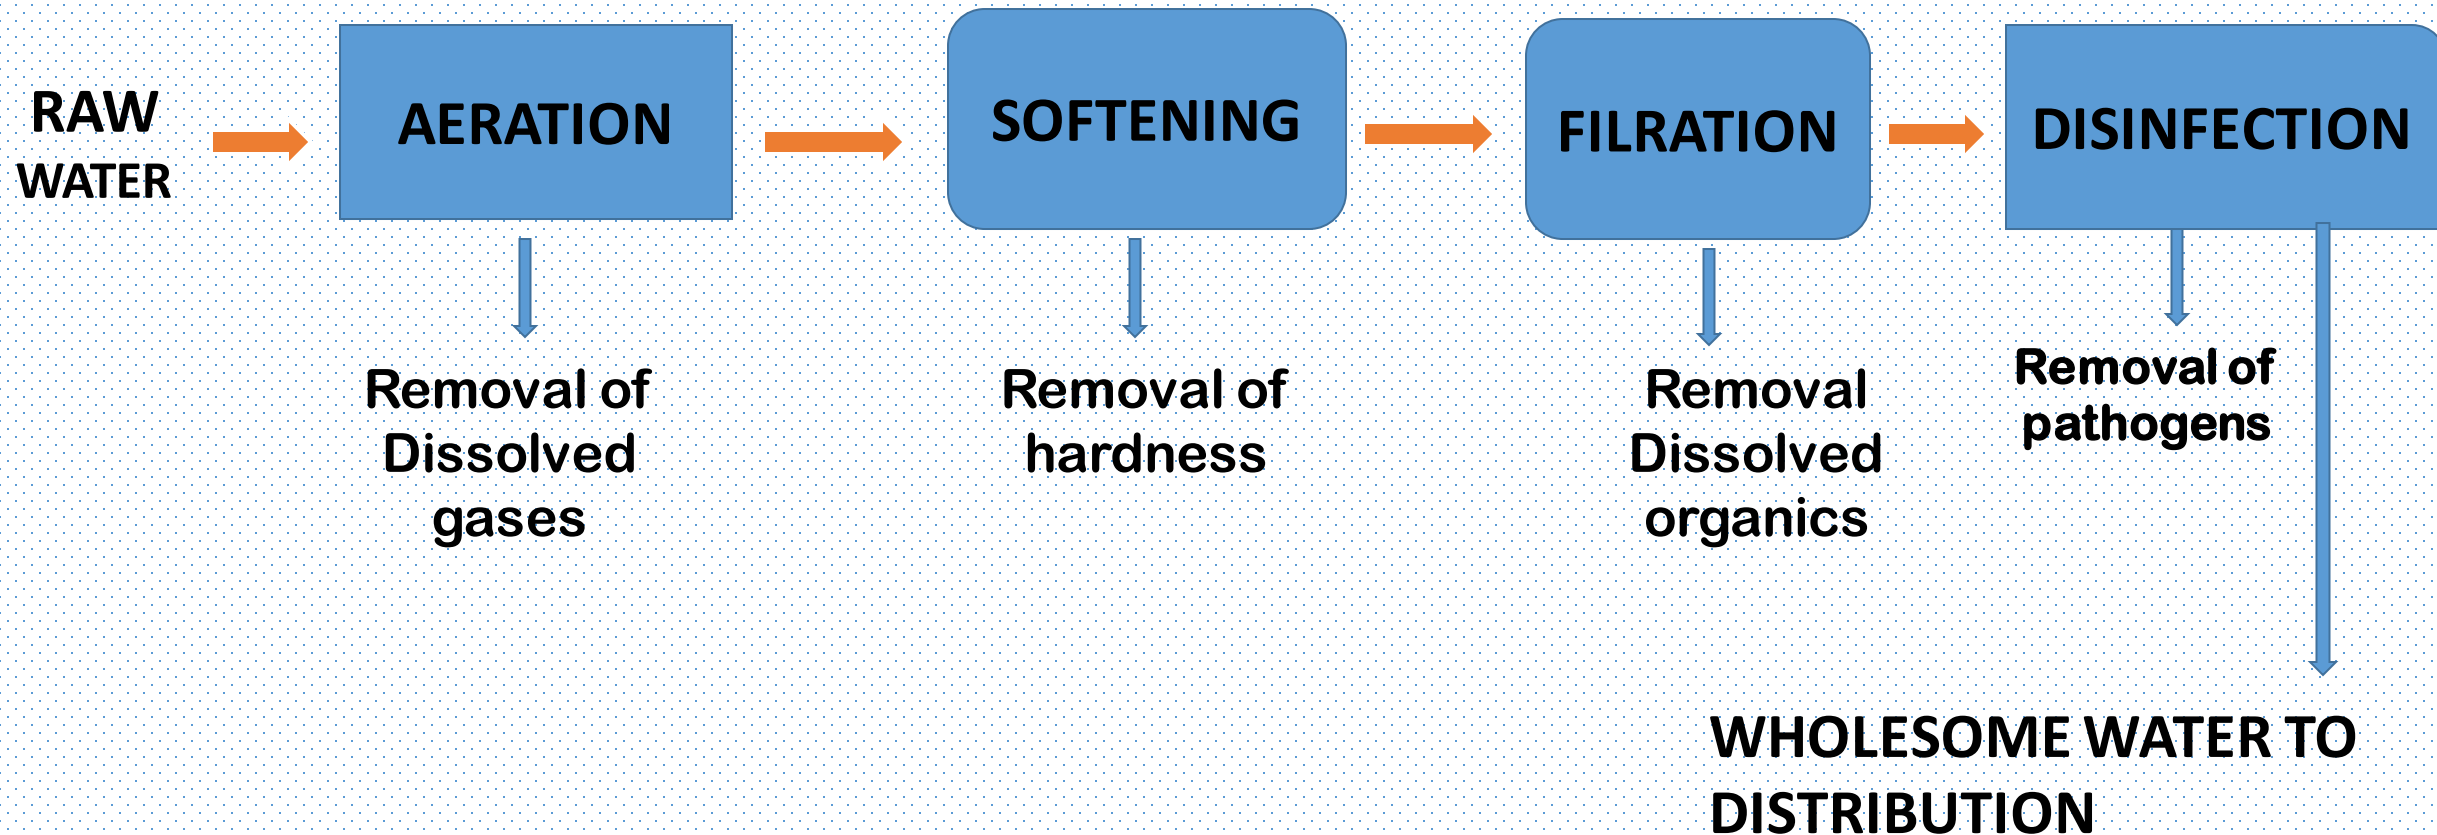 RAW
WATER
AERATION
SOFTENING
FILRATION
DISINFECTION
Removal of
Dissolved
gases
Removal of
hardness
Removal
Dissolved
organics
Removal of
pathogens
WHOLESOME WATER TO
DISTRIBUTION